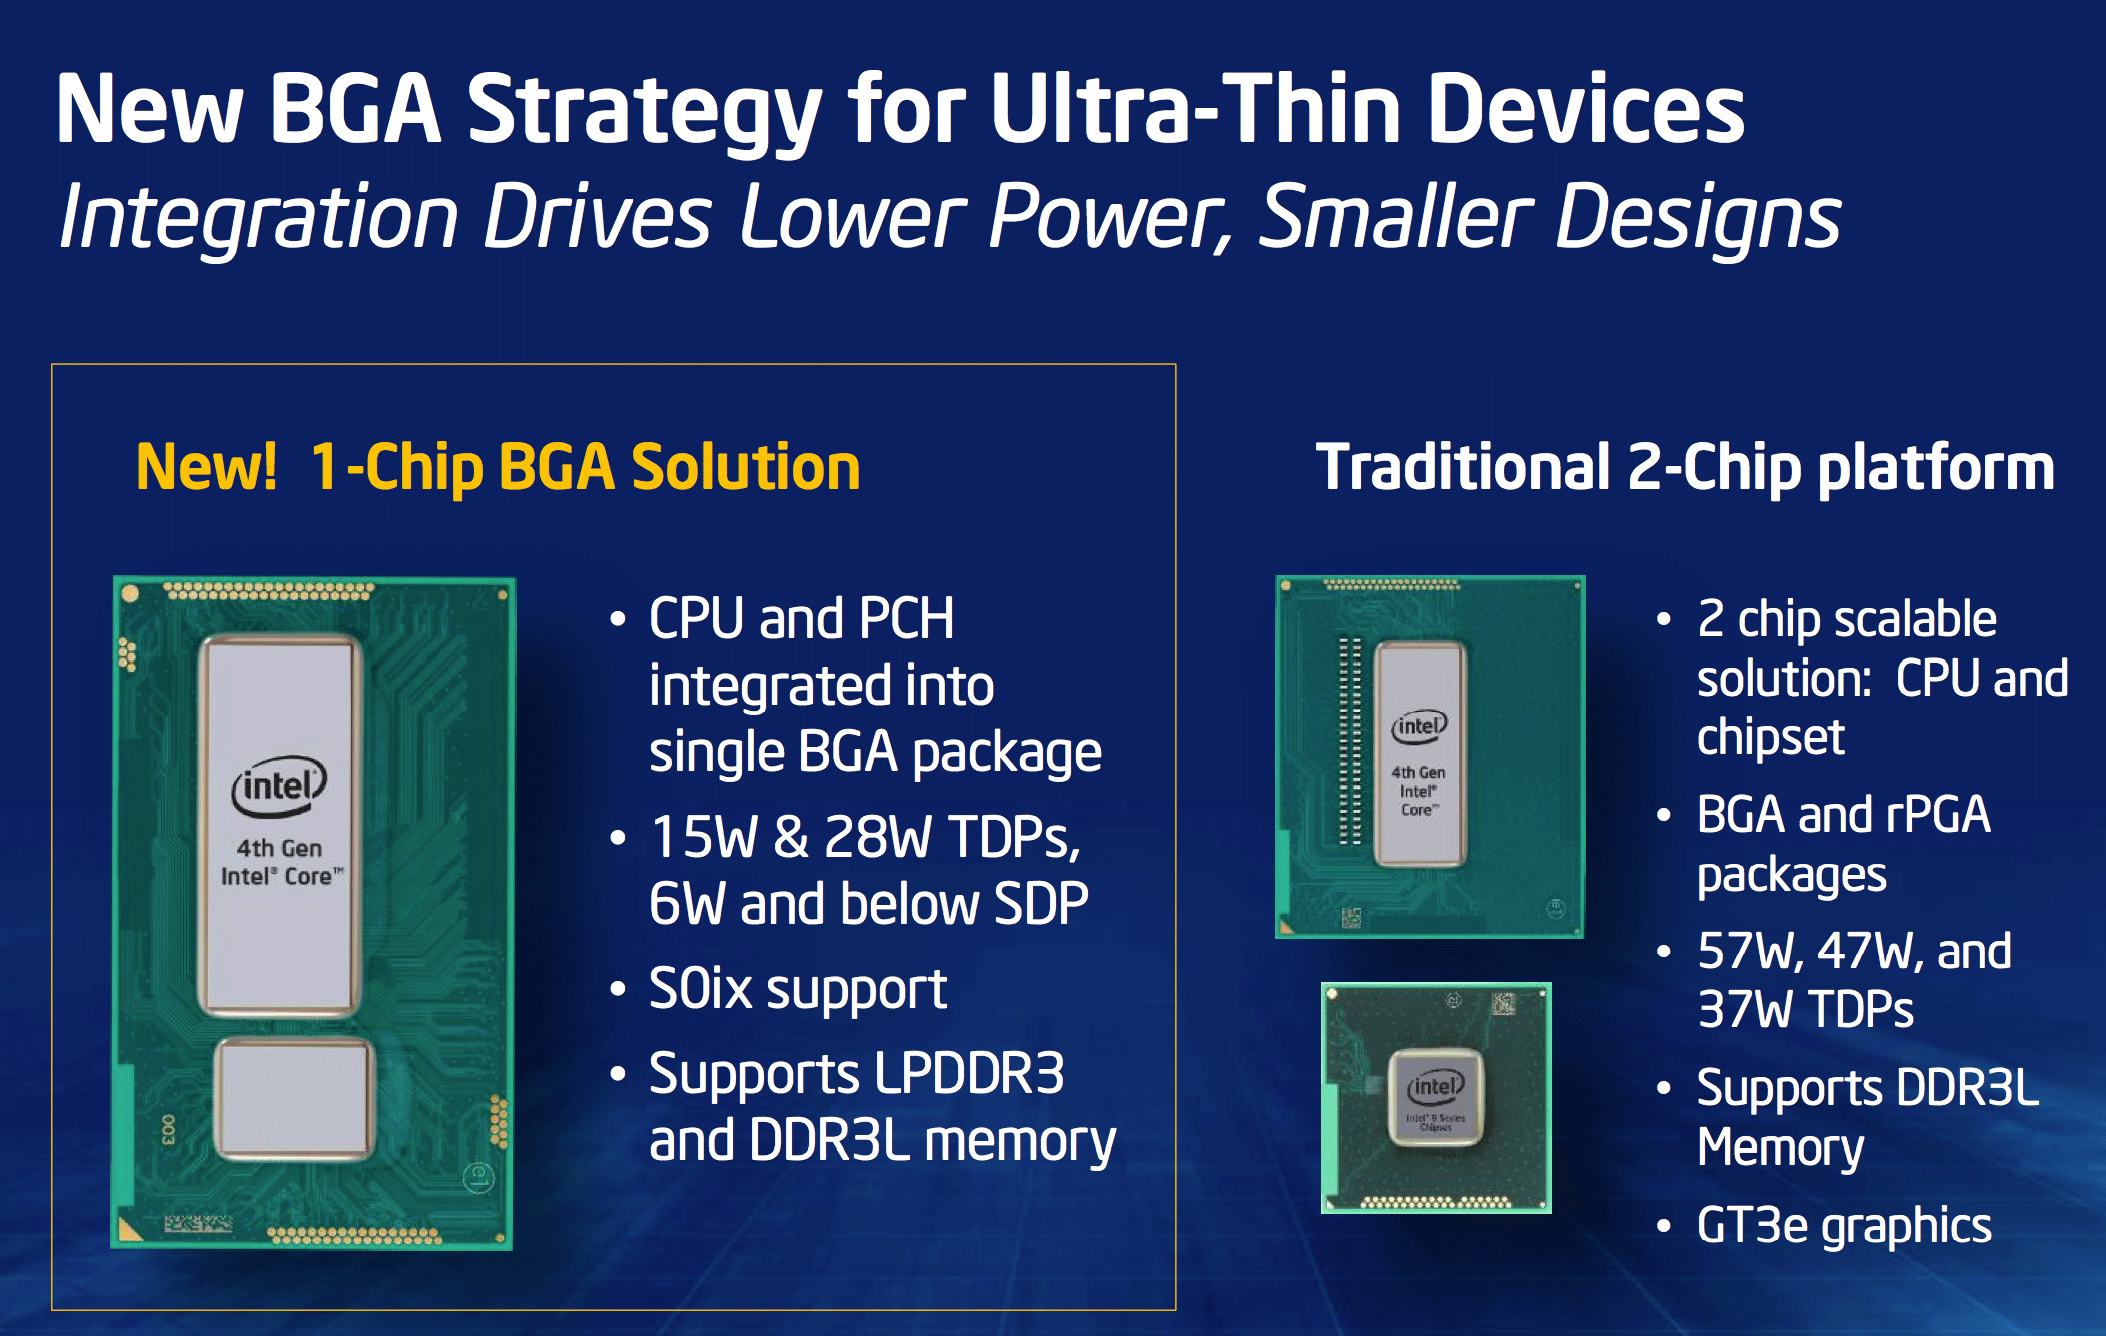 New BGA Strategy for Ultra-Thin Devices
Integration Drives Lower Power, Smaller Designs
New! 1-Chip BGA Solution
intel®
4th Gen
Intel® Core™
003
• CPU and PCH
integrated into
single BGA package
• 15W & 28W TDPs,
6W and below SDP
• S0ix support
• Supports LPDDR3
and DDR3L memory
Traditional 2-Chip platform
intel®
4th Gen
Intel®
Core™
intel®
Intel® 8 Series
Chipset
• 2 chip scalable
solution: CPU and
chipset
• BGA and rPGA
packages
• 57W, 47W, and
37W TDPs
• Supports DDR3L
Memory
• GT3e graphics